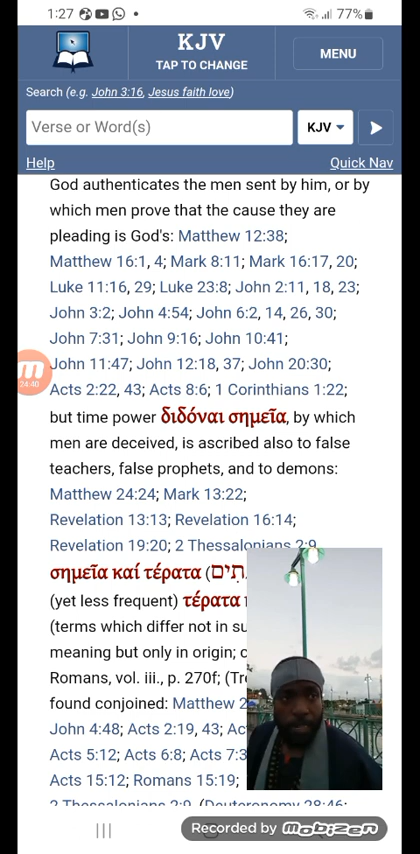 1:27 77%
KJV
TAP TO CHANGE
MENU
Search (e.g. John 3:16, Jesus faith love)
Verse or Word(s)
KJV
Help Quick Nav
God authenticates the men sent by him, or by
which men prove that the cause they are
pleading is God's: Matthew 12:38;
Matthew 16:1, 4; Mark 8:11; Mark 16:17, 20;
Luke 11:16, 29; Luke 23:8; John 2:11, 18, 23;
John 3:2; John 4:54; John 6:2, 14, 26, 30;
John 7:31; John 9:16; John 10:41;
John 11:47; John 12:18, 37; John 20:30;
24:40
Acts 2:22, 43; Acts 8:6; 1 Corinthians 1:22;
but time power διδόναι σημεῖα, by which
men are deceived, is ascribed also to false
teachers, false prophets, and to demons:
Matthew 24:24; Mark 13:22;
Revelation 13:13; Revelation 16:14;
Revelation 19:20; 2 Thessalonians 2:9
σημεῖα καί τέρατα (
(yet less frequent) τέρατα
(terms which differ not in
meaning but only in origin;
Romans, vol. iii., p. 270f;
found conjoined: Matthew
John 4:48; Acts 2:19, 43;
Acts 5:12; Acts 6:8; Acts
Acts 15:12; Romans 15:19;
2 Thessalonians 2:9 (Deuteronomy 28:46;
Recorded by mobizen